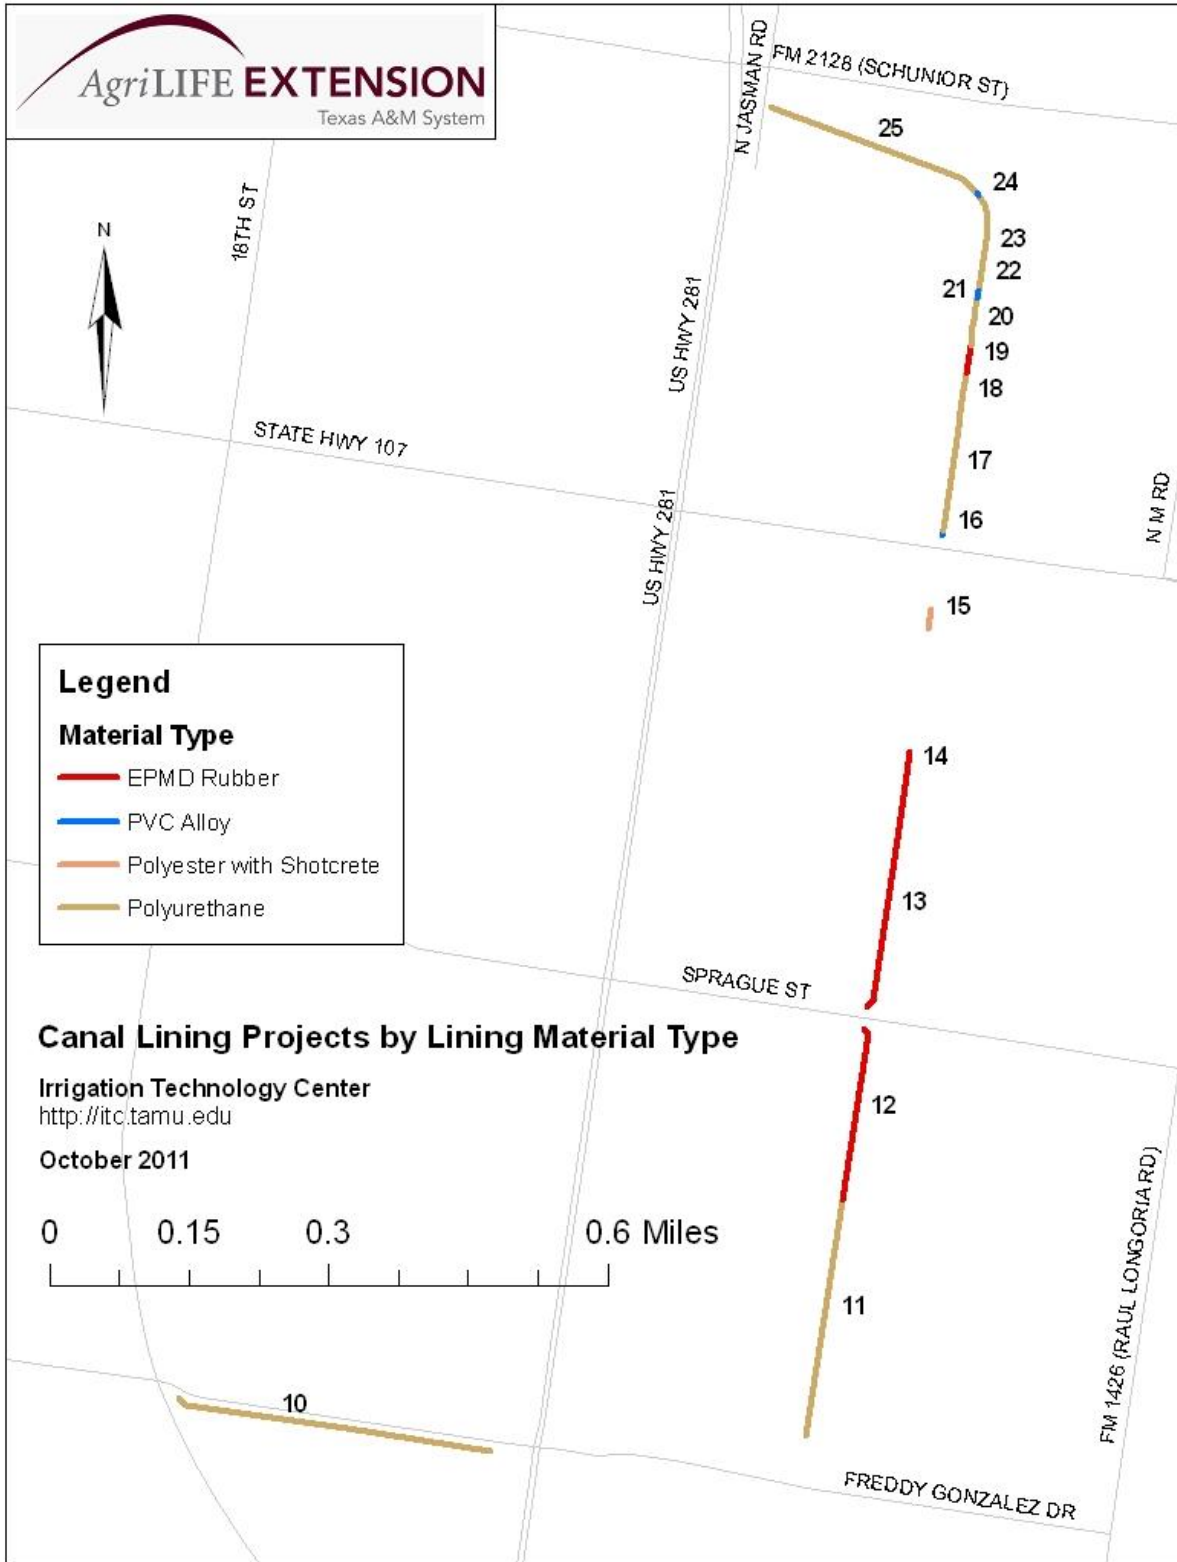 AgriLIFE EXTENSION
Texas A&M System
N JASMAN RD
FM 2128 (SCHUNIOR ST)
25
24
18TH ST
N
23
22
21
US HWY 281
20
19
18
STATE HWY 107
17
N M RD
16
US HWY 281
15
Legend
Material Type
EPMD Rubber
PVC Alloy
Polyester with Shotcrete
Polyurethane
14
13
SPRAGUE ST
Canal Lining Projects by Lining Material Type
Irrigation Technology Center
http://itc.tamu.edu
October 2011
12
0 0.15 0.3 0.6 Miles
11
FM 1426 (RAUL LONGORIA RD)
10
FREDDY GONZALEZ DR